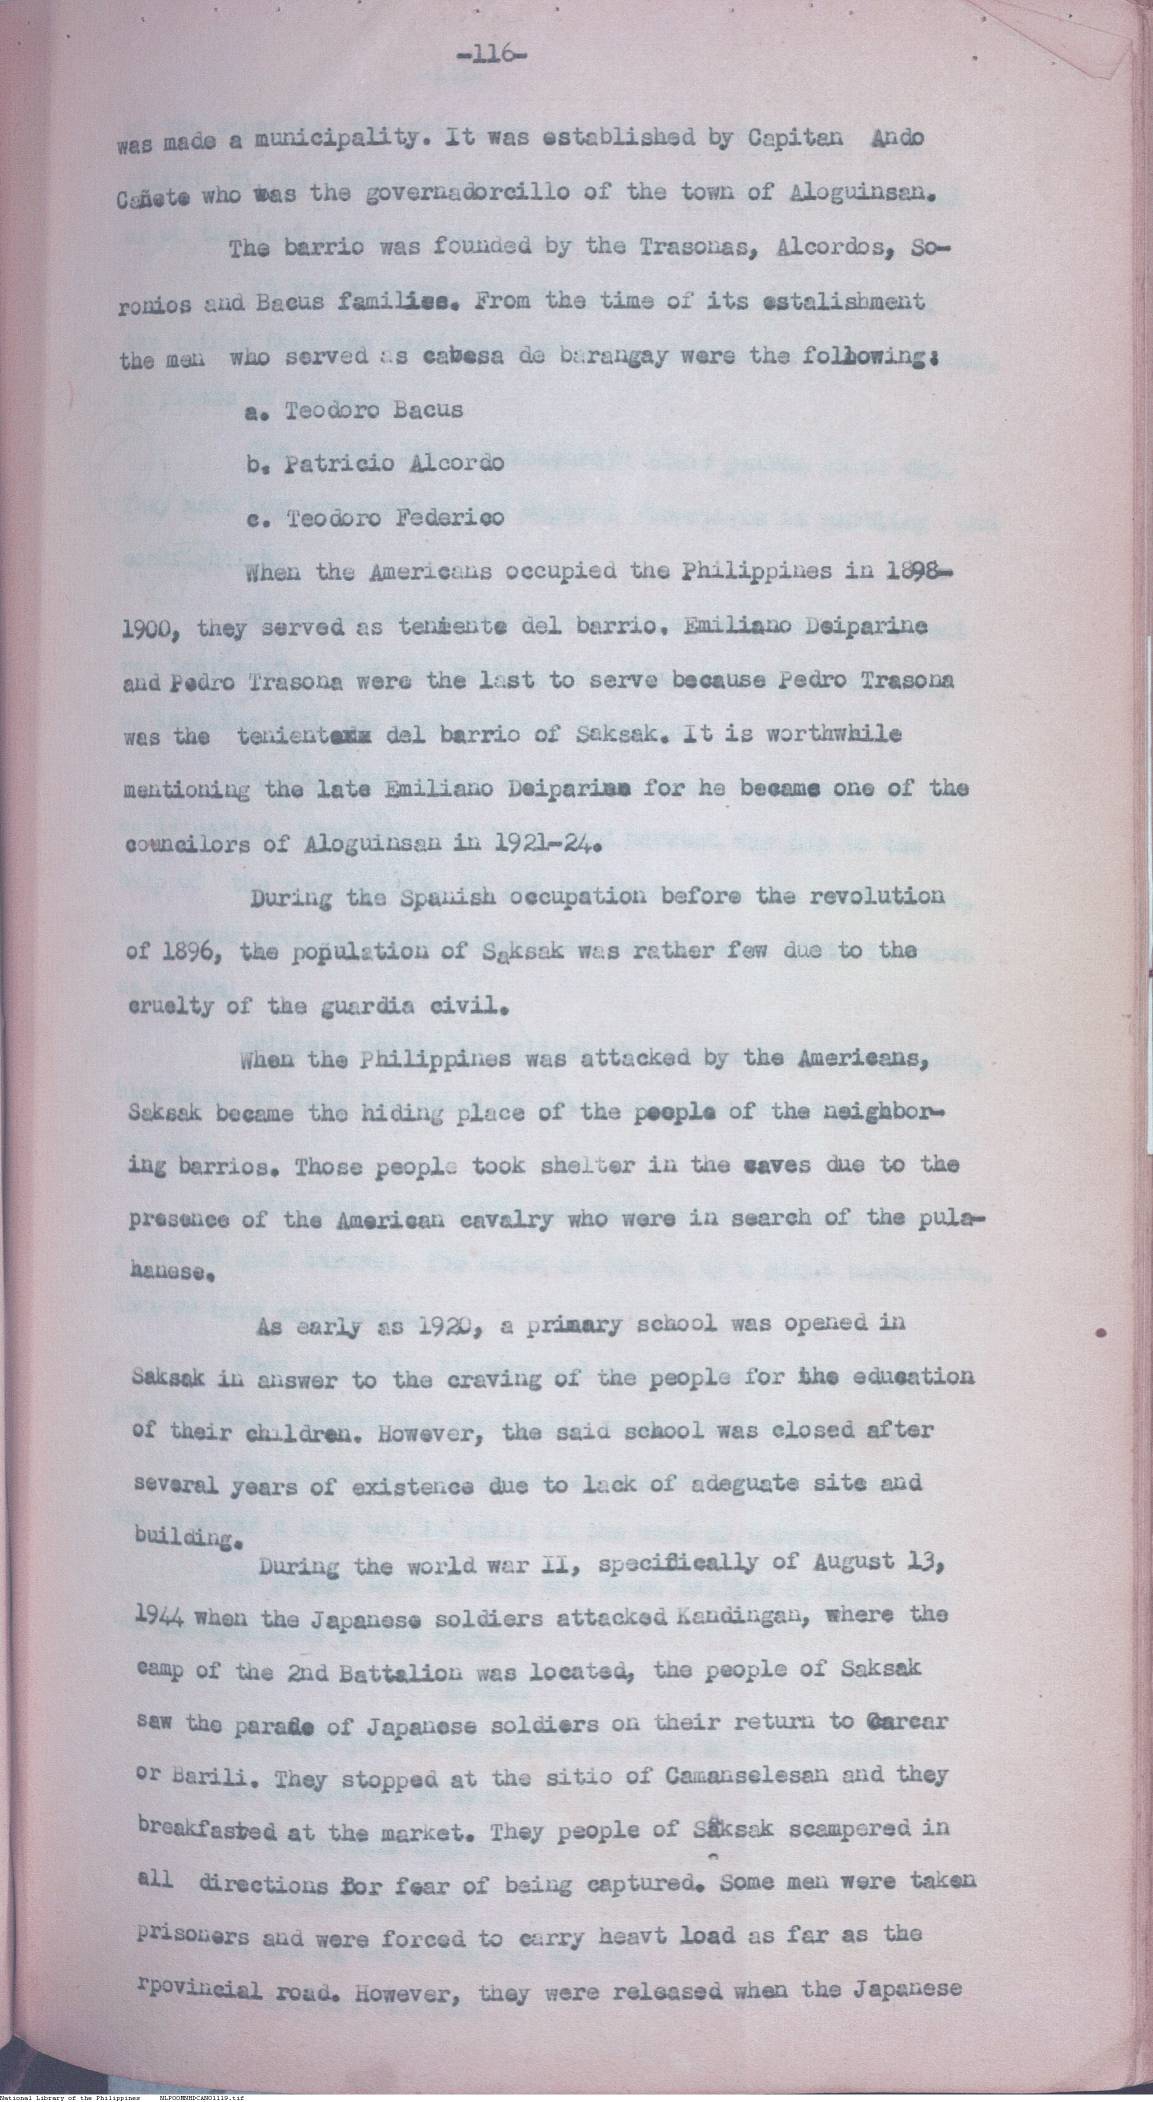 -116-
was made a municipality. It was established by Capitan Ando
Cañete who was the governadorcillo of the town of Aloguinsan.
The barrio was founded by the Trasonas, Alcordos, So-
ronios and Bacus families. From the time of its estalishment
the men who served as cabesa de barangay were the following:
a. Teodoro Bacus
b. Patricio Alcordo
c. Teodoro Federico
When the Americans occupied the Philippines in 1898-
1900, they served as teniente del barrio. Emiliano Deiparine
and Pedro Trasona were the last to serve because Pedro Trasona
was the tenientexx del barrio of Saksak. It is worthwhile
mentioning the late Emiliano Deiparine for he became one of the
councilors of Aloguinsan in 1921-24.
During the Spanish occupation before the revolution
of 1896, the population of Saksak was rather few due to the
cruelty of the guardia civil.
When the Philippines was attacked by the Americans,
Saksak became the hiding place of the people of the neighbor-
ing barrios. Those people took shelter in the caves due to the
presence of the American cavalry who were in search of the pula-
hanese.
As early as 1920, a primary school was opened in
Saksak in answer to the craving of the people for the education
of their children. However, the said school was closed after
several years of existence due to lack of adeguate site and
building.
During the world war II, specifically of August 13,
1944 when the Japanese soldiers attacked Kandingan, where the
camp of the 2nd Battalion was located, the people of Saksak
saw the parade of Japanese soldiers on their return to Carcar
or Barili. They stopped at the sitio of Camanselesan and they
breakfasted at the market. They people of Saksak scampered in
all directions for fear of being captured. Some men were taken
prisoners and were forced to carry heavt load as far as the
rpovincial road. However, they were released when the Japanese
National Library of the Philippines NLPOOMNHDCAN01119.tif